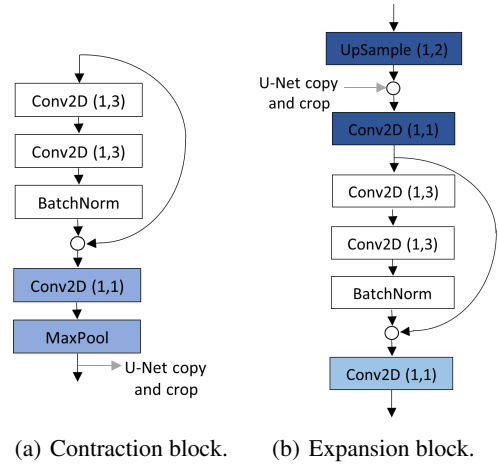 Conv2D (1,3)
Conv2D (1,3)
BatchNorm
Conv2D (1,1)
MaxPool
U-Net copy
and crop
(a) Contraction block.
UpSample (1,2)
U-Net copy
and crop
Conv2D (1,1)
Conv2D (1,3)
Conv2D (1,3)
BatchNorm
Conv2D (1,1)
(b) Expansion block.